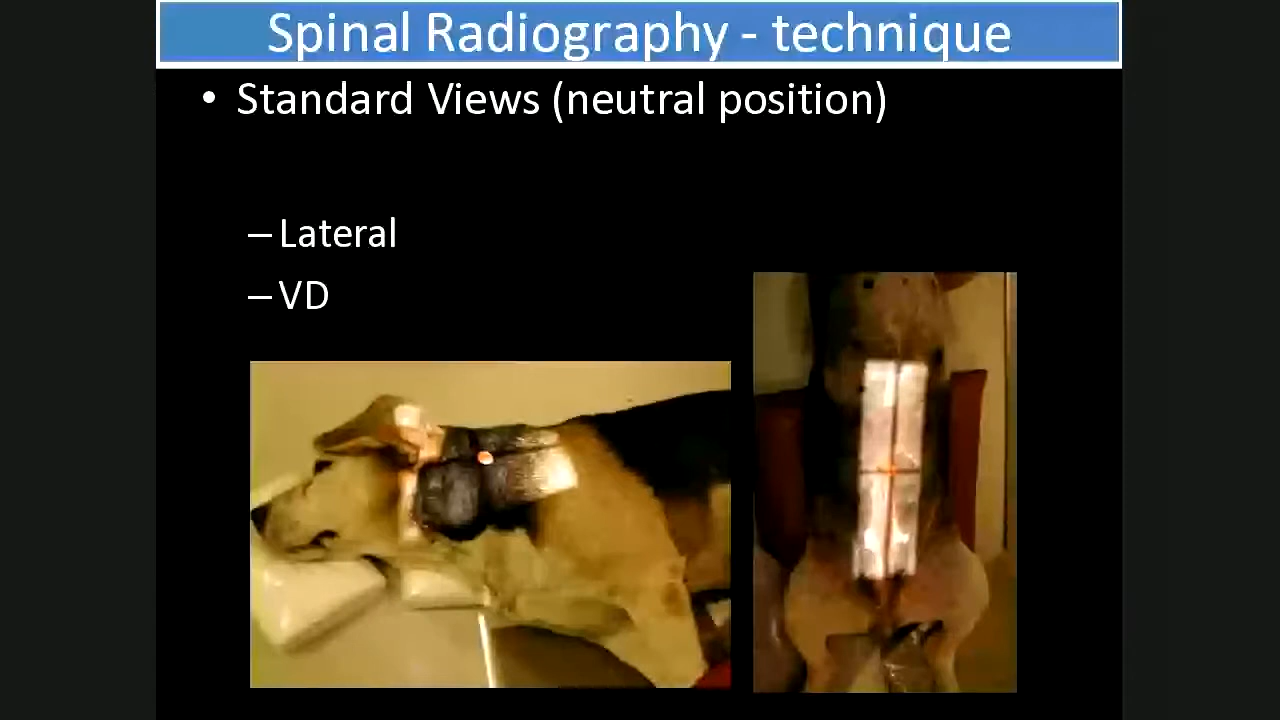 Spinal Radiography - technique
• Standard Views (neutral position)
– Lateral
– VD